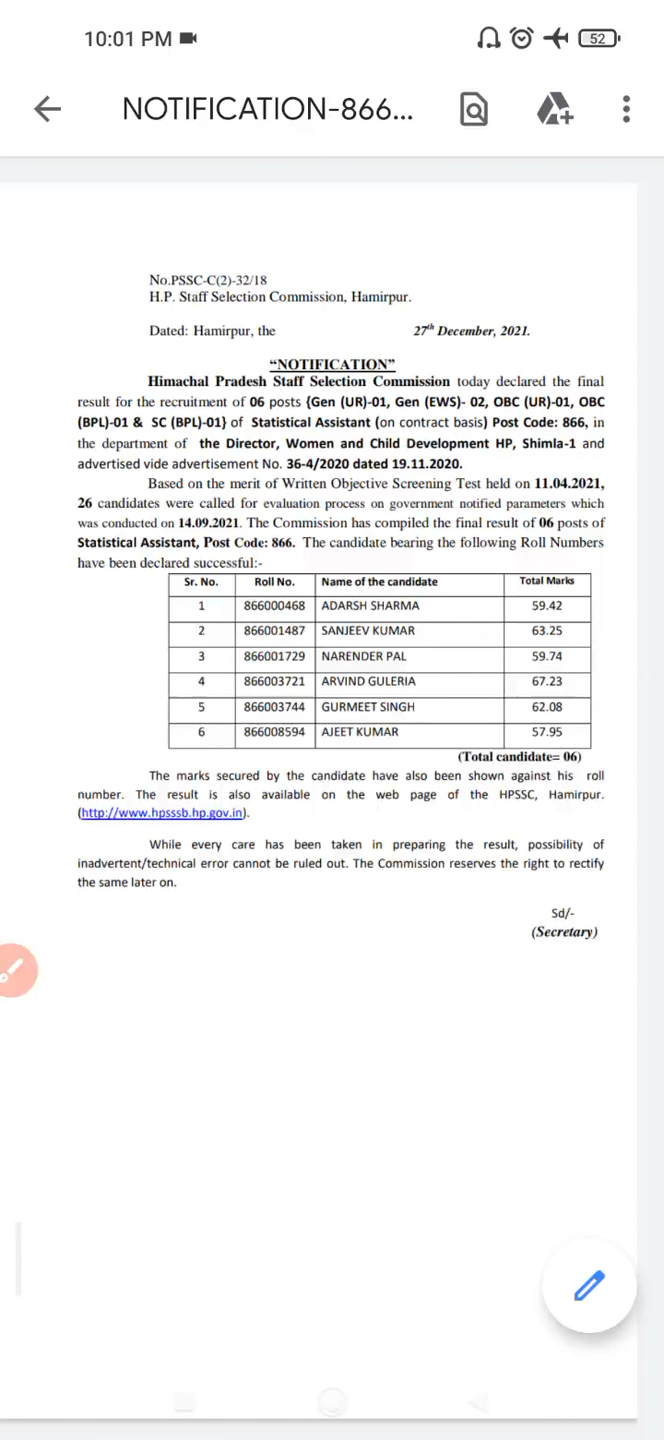 10:01 PM
52
NOTIFICATION-866...
No.PSSC-C(2)-32/18
H.P. Staff Selection Commission, Hamirpur.
Dated: Hamirpur, the 27th December, 2021.
“NOTIFICATION”
Himachal Pradesh Staff Selection Commission today declared the final
result for the recruitment of 06 posts {Gen (UR)-01, Gen (EWS)- 02, OBC (UR)-01, OBC
(BPL)-01 & SC (BPL)-01} of Statistical Assistant (on contract basis) Post Code: 866, in
the department of the Director, Women and Child Development HP, Shimla-1 and
advertised vide advertisement No. 36-4/2020 dated 19.11.2020.
Based on the merit of Written Objective Screening Test held on 11.04.2021,
26 candidates were called for evaluation process on government notified parameters which
was conducted on 14.09.2021. The Commission has compiled the final result of 06 posts of
Statistical Assistant, Post Code: 866. The candidate bearing the following Roll Numbers
have been declared successful:-
Sr. No. Roll No. Name of the candidate Total Marks
1 866000468 ADARSH SHARMA 59.42
2 866001487 SANJEEV KUMAR 63.25
3 866001729 NARENDER PAL 59.74
4 866003721 ARVIND GULERIA 67.23
5 866003744 GURMEET SINGH 62.08
6 866008594 AJEET KUMAR 57.95
(Total candidate= 06)
The marks secured by the candidate have also been shown against his roll
number. The result is also available on the web page of the HPSSC, Hamirpur.
(http://www.hpsssb.hp.gov.in).
While every care has been taken in preparing the result, possibility of
inadvertent/technical error cannot be ruled out. The Commission reserves the right to rectify
the same later on.
Sd/-
(Secretary)